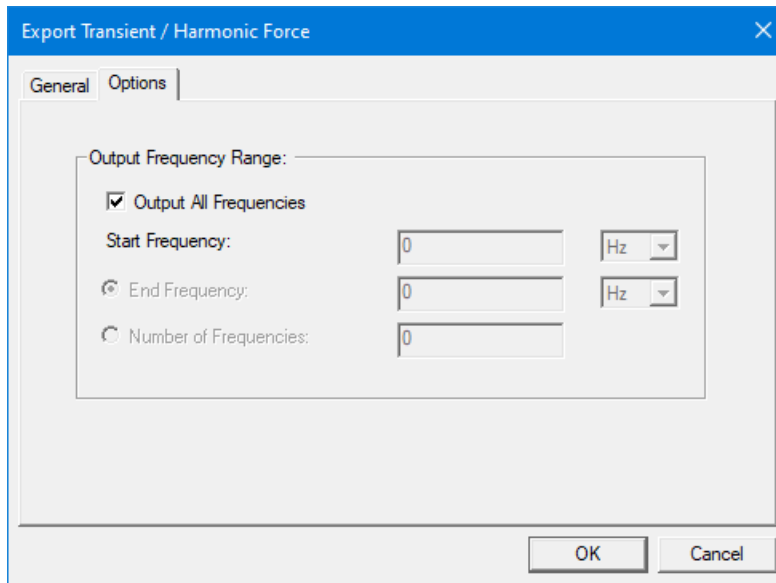 Export Transient / Harmonic Force
General Options
Output Frequency Range:
Output All Frequencies
Start Frequency: 0 Hz
End Frequency: 0 Hz
Number of Frequencies: 0
OK Cancel